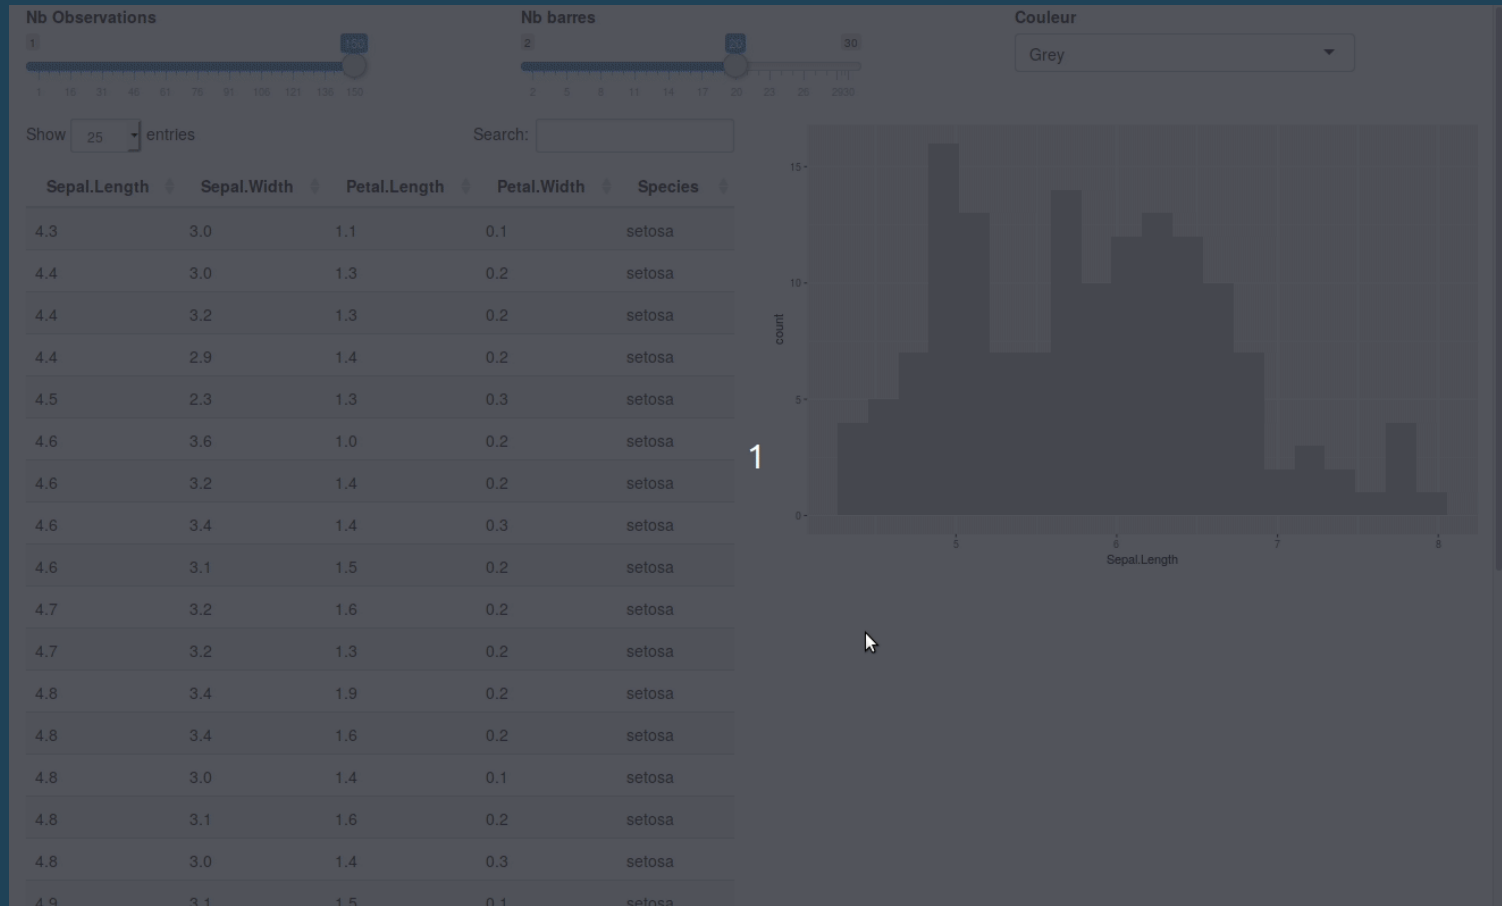 Nb Observations Nb barres Couleur
1 150 2 20 30
Grey
1 16 31 46 61 76 91 106 121 136 150 2 5 8 11 14 17 20 23 26 2930
Show 25 entries Search:
Sepal.Length Sepal.Width Petal.Length Petal.Width Species
4.3 3.0 1.1 0.1 setosa
4.4 3.0 1.3 0.2 setosa
4.4 3.2 1.3 0.2 setosa
4.4 2.9 1.4 0.2 setosa
4.5 2.3 1.3 0.3 setosa
4.6 3.6 1.0 0.2 setosa
4.6 3.2 1.4 0.2 setosa
4.6 3.4 1.4 0.3 setosa
4.6 3.1 1.5 0.2 setosa
4.7 3.2 1.6 0.2 setosa
4.7 3.2 1.3 0.2 setosa
4.8 3.4 1.9 0.2 setosa
4.8 3.4 1.6 0.2 setosa
4.8 3.0 1.4 0.1 setosa
4.8 3.1 1.6 0.2 setosa
4.8 3.0 1.4 0.3 setosa
4.9 3.1 1.5 0.1 setosa
1
15
10
count
5
0
5 6 7 8
Sepal.Length